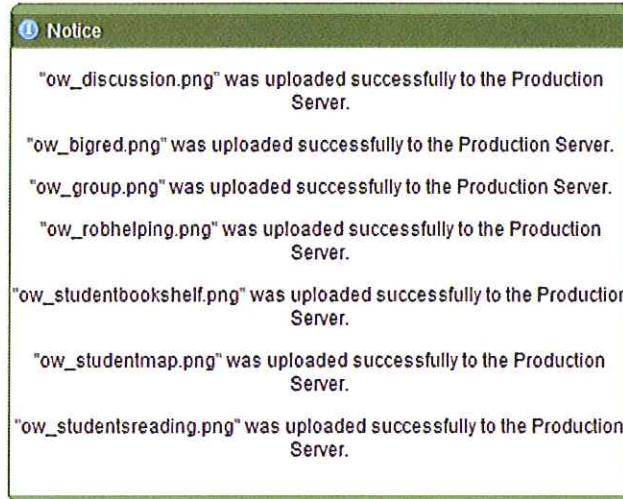 Notice
"ow_discussion.png" was uploaded successfully to the Production
Server.
"ow_bigred.png" was uploaded successfully to the Production Server.
"ow_group.png" was uploaded successfully to the Production Server.
"ow_robhelping.png" was uploaded successfully to the Production
Server.
"ow_studentbookshelf.png" was uploaded successfully to the Production
Server.
"ow_studentmap.png" was uploaded successfully to the Production
Server.
"ow_studentsreading.png" was uploaded successfully to the Production
Server.